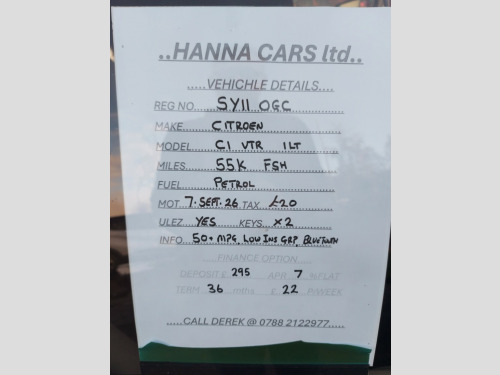 ..HANNA CARS ltd..
.....VEHICHLE DETAILS.....
REG NO SY11 OGC
MAKE CITROEN
MODEL C1 VTR 1LT
MILES 55K FSH
FUEL PETROL
MOT 7. SEPT. 26. TAX £20
ULEZ YES KEYS x2
INFO 50+ MPG, LOW INS GRP, BLUETOOTH
FINANCE OPTION
DEPOSIT £ 295 APR 7 %FLAT
TERM 36 mths £ 22 P/WEEK
.....CALL DEREK @ 0788 2122977.....